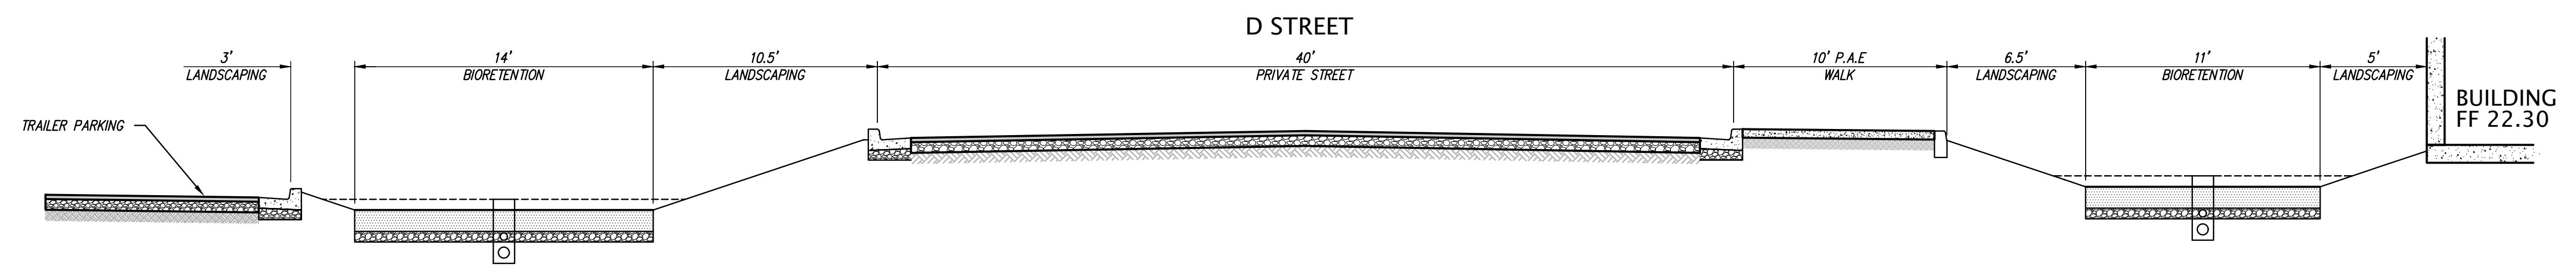 D STREET
3'
LANDSCAPING
14'
BIORETENTION
10.5'
LANDSCAPING
40'
PRIVATE STREET
10' P.A.E
WALK
6.5'
LANDSCAPING
11'
BIORETENTION
5'
LANDSCAPING
TRAILER PARKING
BUILDING
FF 22.30